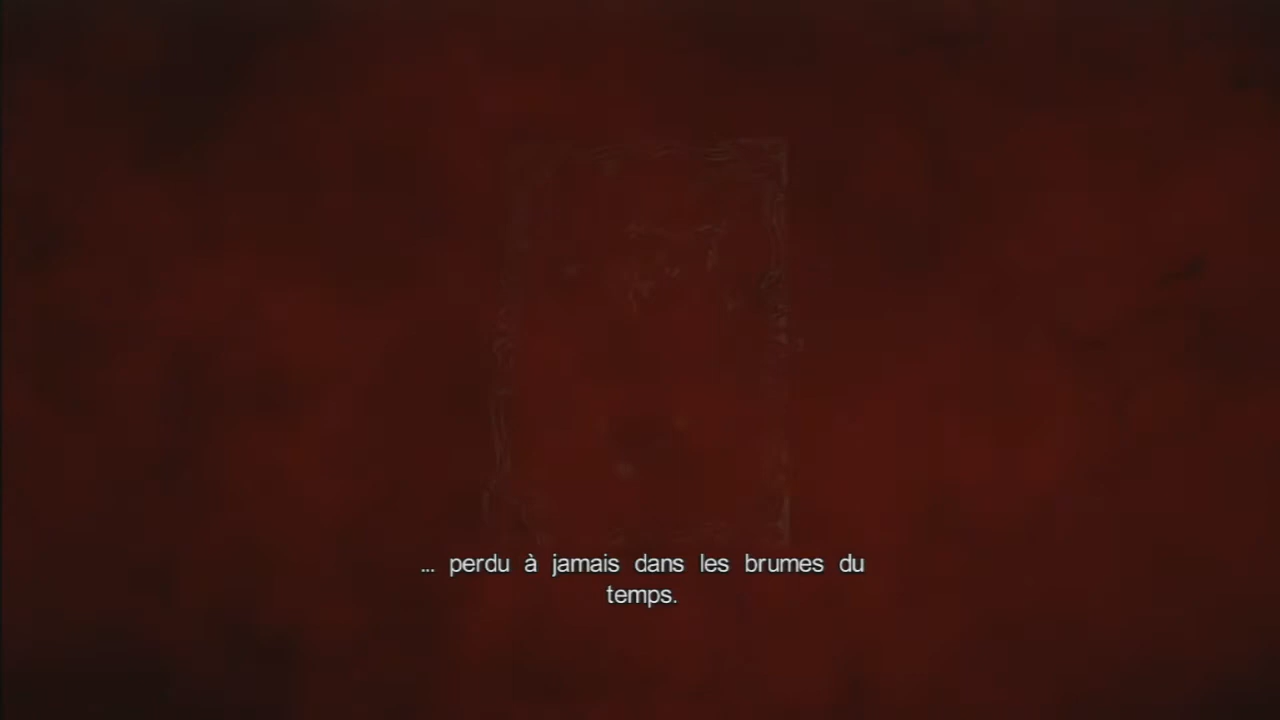 ... perdu à jamais dans les brumes du
temps.